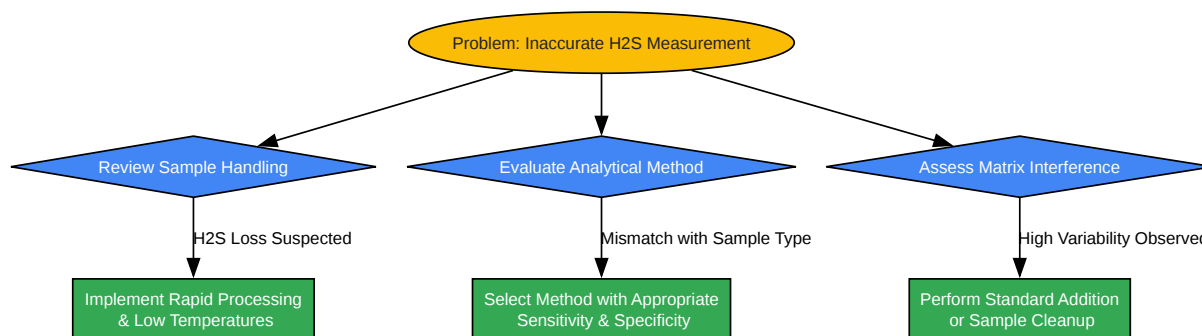 Problem: Inaccurate H2S Measurement
Review Sample Handling
Evaluate Analytical Method
Assess Matrix Interference
H2S Loss Suspected
Mismatch with Sample Type
High Variability Observed
Implement Rapid Processing
& Low Temperatures
Select Method with Appropriate
Sensitivity & Specificity
Perform Standard Addition
or Sample Cleanup